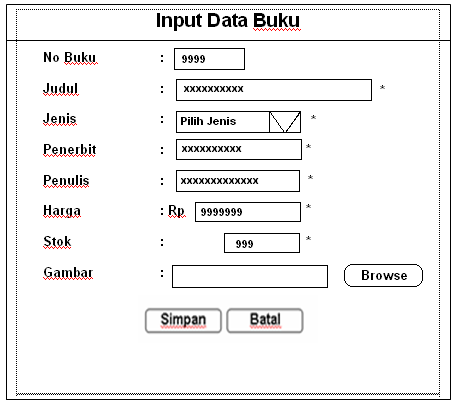 Input Data Buku
No Buku : 9999
Judul : xxxxxxxxxx *
Jenis : Pilih Jenis *
Penerbit : xxxxxxxxxx *
Penulis : xxxxxxxxxxxxx *
Harga : Rp 9999999 *
Stok : 999 *
Gambar : Browse
Simpan Batal